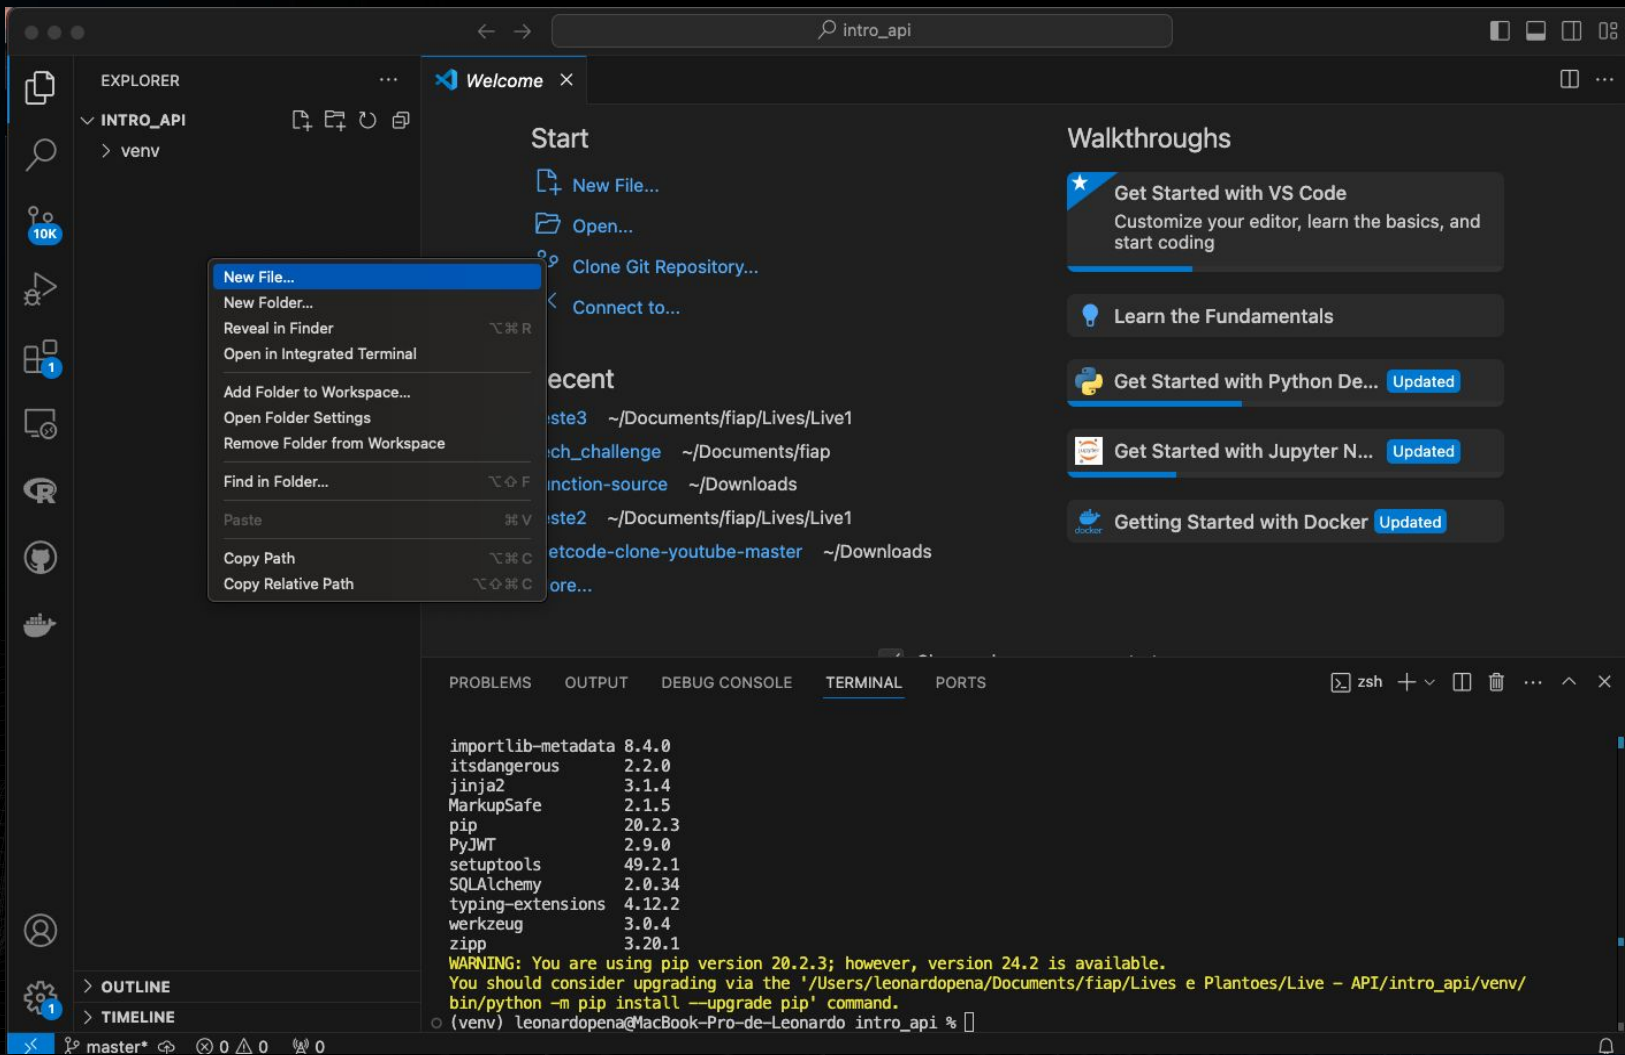 intro_api
EXPLORER
Welcome
INTRO_API
venv
10K
1
1
Start
New File...
Open...
Clone Git Repository...
Connect to...
ecent
este3 ~/Documents/fiap/Lives/Live1
ech_challenge ~/Documents/fiap
unction-source ~/Downloads
este2 ~/Documents/fiap/Lives/Live1
etcode-clone-youtube-master ~/Downloads
ore...
New File...
New Folder...
Reveal in Finder ⌥⌘R
Open in Integrated Terminal
Add Folder to Workspace...
Open Folder Settings
Remove Folder from Workspace
Find in Folder... ⌥⇧F
Paste ⌘V
Copy Path ⌥⌘C
Copy Relative Path ⌥⇧⌘C
Walkthroughs
Get Started with VS Code
Customize your editor, learn the basics, and
start coding
Learn the Fundamentals
Get Started with Python De... Updated
Get Started with Jupyter N... Updated
docker
Getting Started with Docker Updated
PROBLEMS OUTPUT DEBUG CONSOLE TERMINAL PORTS
zsh
importlib-metadata 8.4.0
itsdangerous 2.2.0
jinja2 3.1.4
MarkupSafe 2.1.5
pip 20.2.3
PyJWT 2.9.0
setuptools 49.2.1
SQLAlchemy 2.0.34
typing-extensions 4.12.2
werkzeug 3.0.4
zipp 3.20.1
WARNING: You are using pip version 20.2.3; however, version 24.2 is available.
You should consider upgrading via the '/Users/leonardopena/Documents/fiap/Lives e Plantoes/Live – API/intro_api/venv/
bin/python -m pip install --upgrade pip' command.
(venv) leonardopena@MacBook-Pro-de-Leonardo intro_api %
OUTLINE
TIMELINE
master* 0 0 0